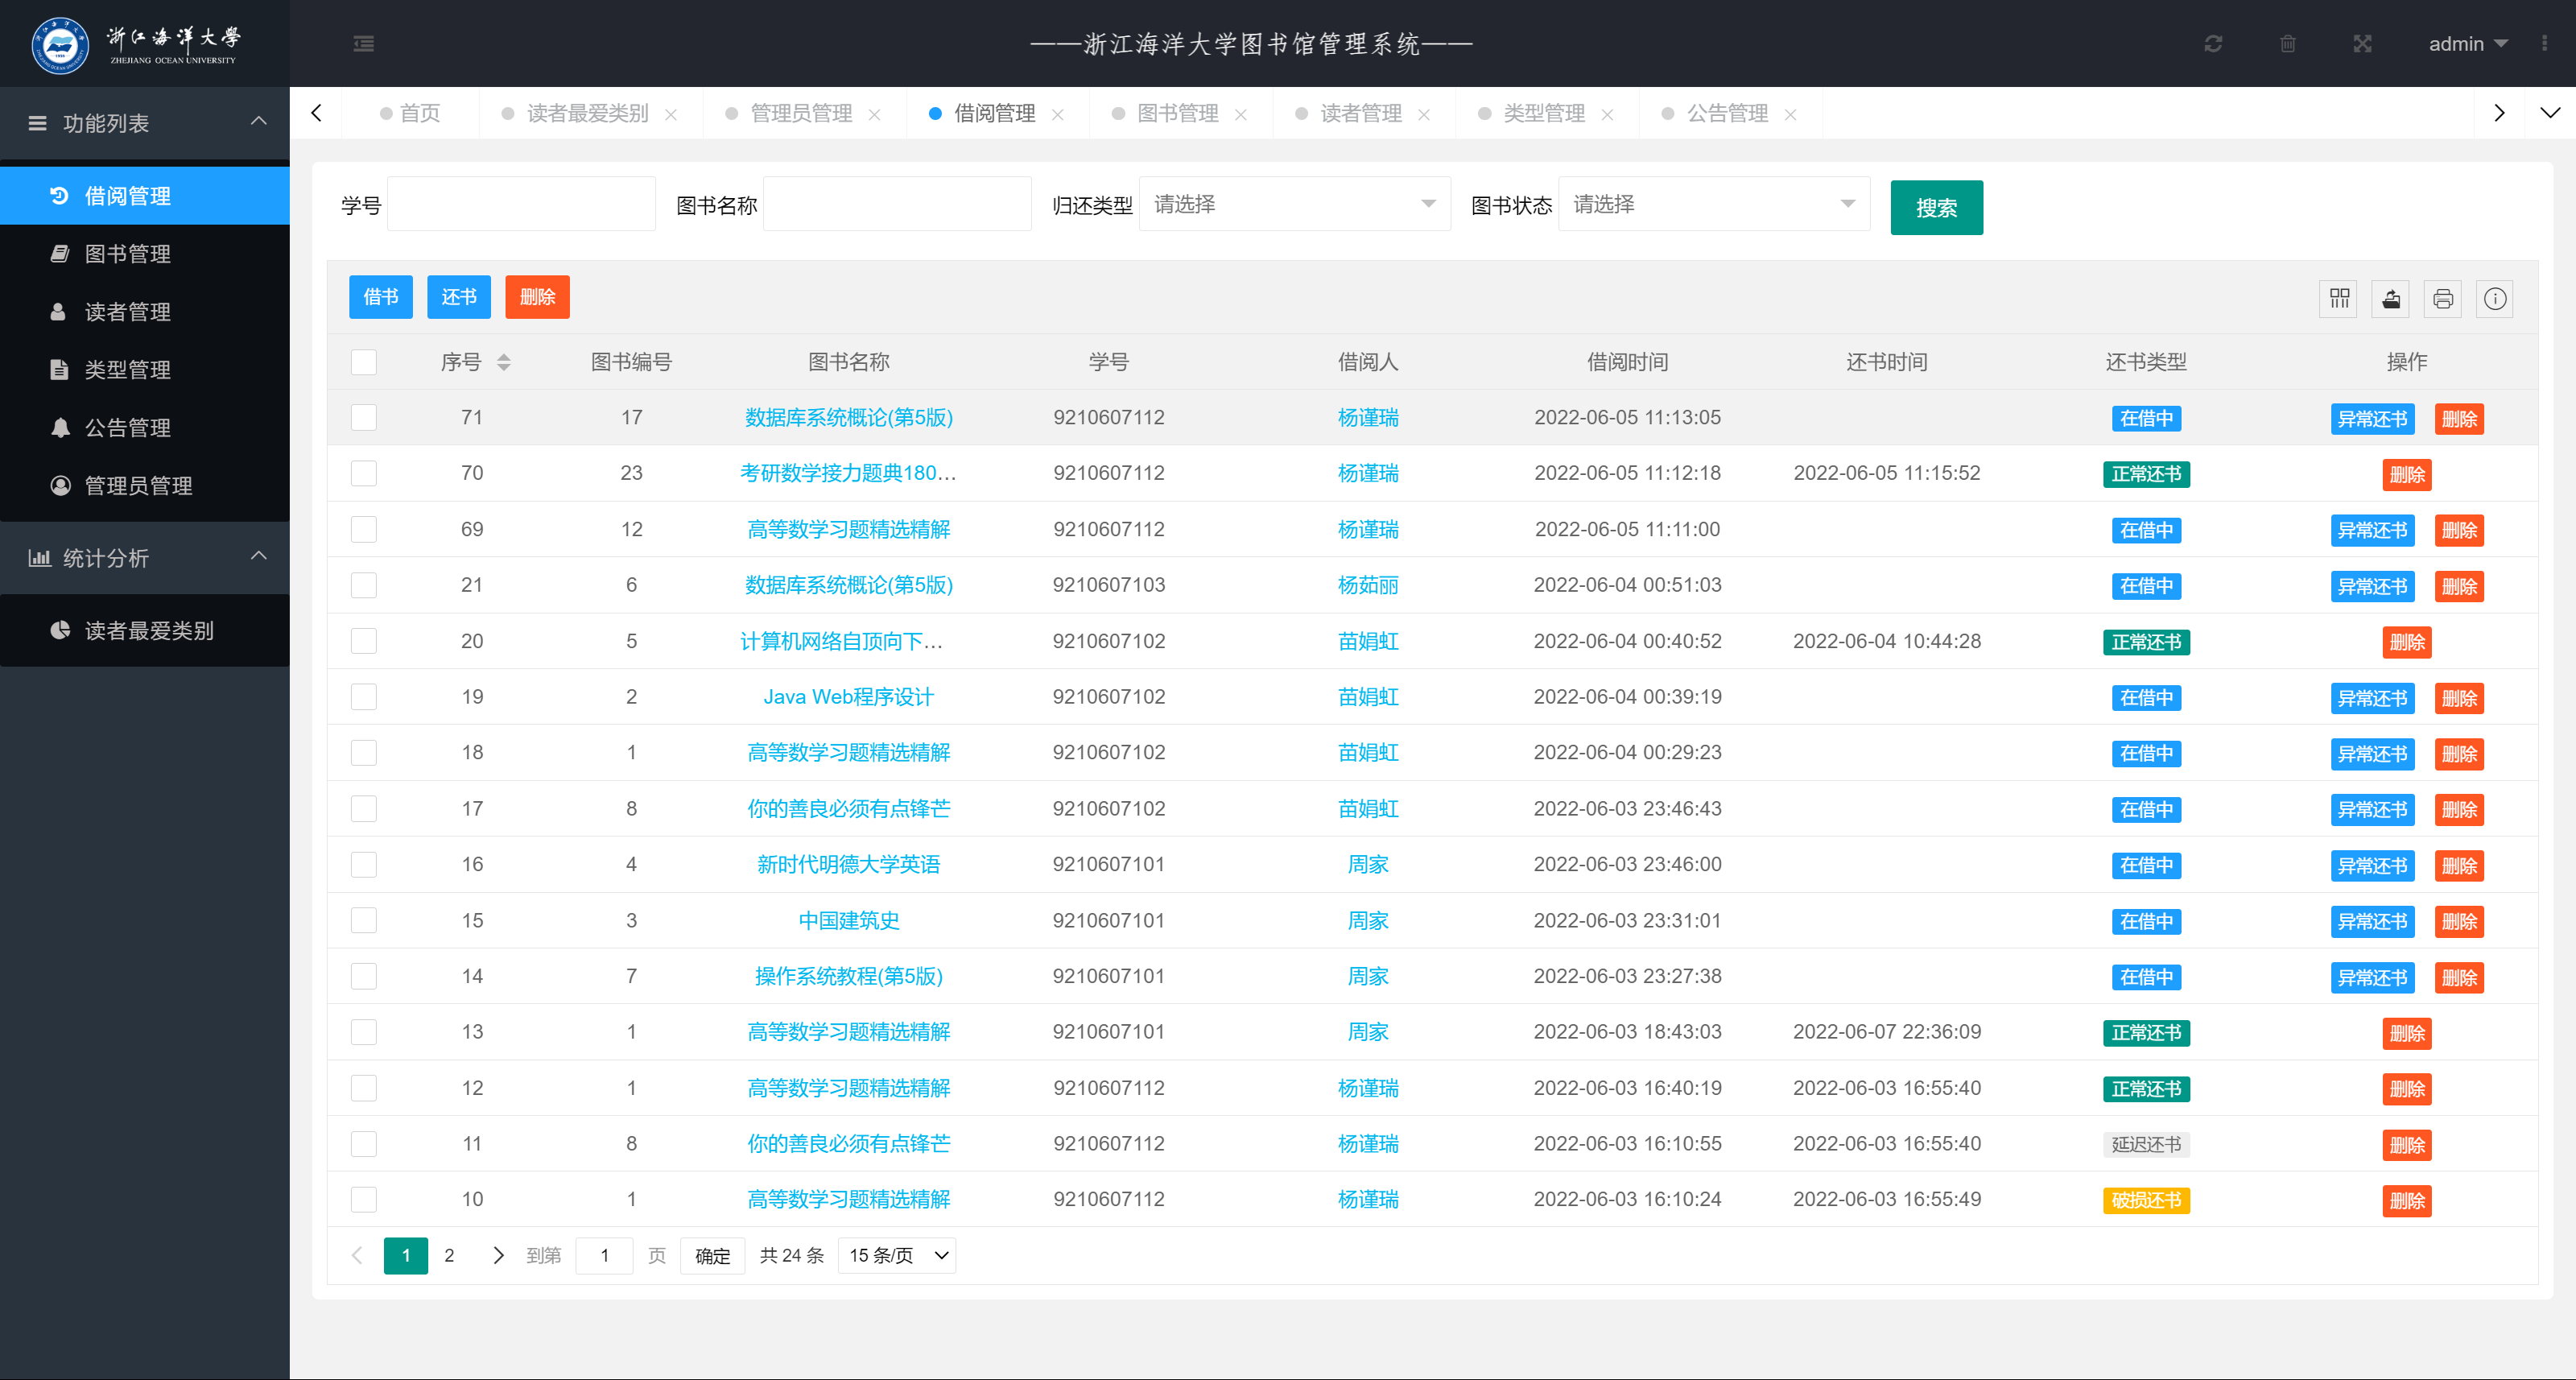 浙江海洋大學
ZHEJIANG OCEAN UNIVERSITY
——浙江海洋大学图书馆管理系统——
admin
功能列表
借阅管理
图书管理
读者管理
类型管理
公告管理
管理员管理
统计分析
读者最爱类别
首页 读者最爱类别 管理员管理 借阅管理 图书管理 读者管理 类型管理 公告管理
学号 图书名称 归还类型 请选择 图书状态 请选择 搜索
借书 还书 删除
序号 图书编号 图书名称 学号 借阅人 借阅时间 还书时间 还书类型 操作
71 17 数据库系统概论(第5版) 9210607112 杨谨瑞 2022-06-05 11:13:05 在借中 异常还书 删除
70 23 考研数学接力题典180... 9210607112 杨谨瑞 2022-06-05 11:12:18 2022-06-05 11:15:52 正常还书 删除
69 12 高等数学习题精选精解 9210607112 杨谨瑞 2022-06-05 11:11:00 在借中 异常还书 删除
21 6 数据库系统概论(第5版) 9210607103 杨茹丽 2022-06-04 00:51:03 在借中 异常还书 删除
20 5 计算机网络自顶向下... 9210607102 苗娟虹 2022-06-04 00:40:52 2022-06-04 10:44:28 正常还书 删除
19 2 Java Web程序设计 9210607102 苗娟虹 2022-06-04 00:39:19 在借中 异常还书 删除
18 1 高等数学习题精选精解 9210607102 苗娟虹 2022-06-04 00:29:23 在借中 异常还书 删除
17 8 你的善良必须有点锋芒 9210607102 苗娟虹 2022-06-03 23:46:43 在借中 异常还书 删除
16 4 新时代明德大学英语 9210607101 周家 2022-06-03 23:46:00 在借中 异常还书 删除
15 3 中国建筑史 9210607101 周家 2022-06-03 23:31:01 在借中 异常还书 删除
14 7 操作系统教程(第5版) 9210607101 周家 2022-06-03 23:27:38 在借中 异常还书 删除
13 1 高等数学习题精选精解 9210607101 周家 2022-06-03 18:43:03 2022-06-07 22:36:09 正常还书 删除
12 1 高等数学习题精选精解 9210607112 杨谨瑞 2022-06-03 16:40:19 2022-06-03 16:55:40 正常还书 删除
11 8 你的善良必须有点锋芒 9210607112 杨谨瑞 2022-06-03 16:10:55 2022-06-03 16:55:40 延迟还书 删除
10 1 高等数学习题精选精解 9210607112 杨谨瑞 2022-06-03 16:10:24 2022-06-03 16:55:49 破损还书 删除
1 2 到第 1 页 确定 共 24 条 15 条/页